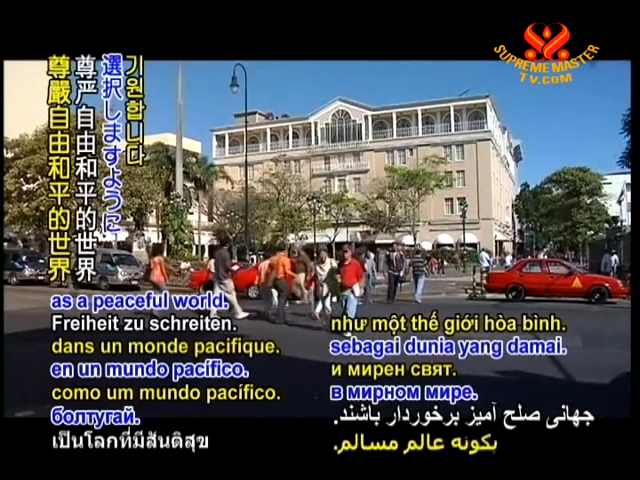 SUPREME MASTER
TV.COM
기원합니다
選択しますように
尊严自由和平的世界
尊嚴自由和平的世界
as a peaceful world.
Freiheit zu schreiten.
dans un monde pacifique.
en un mundo pacífico.
como um mundo pacífico.
болтугай.
เป็นโลกที่มีสันติสุข
như một thế giới hòa bình.
sebagai dunia yang damai.
и мирен свят.
в мирном мире.
جهانی صلح آمیز برخوردار باشند.
بكونه عالم مسالم.